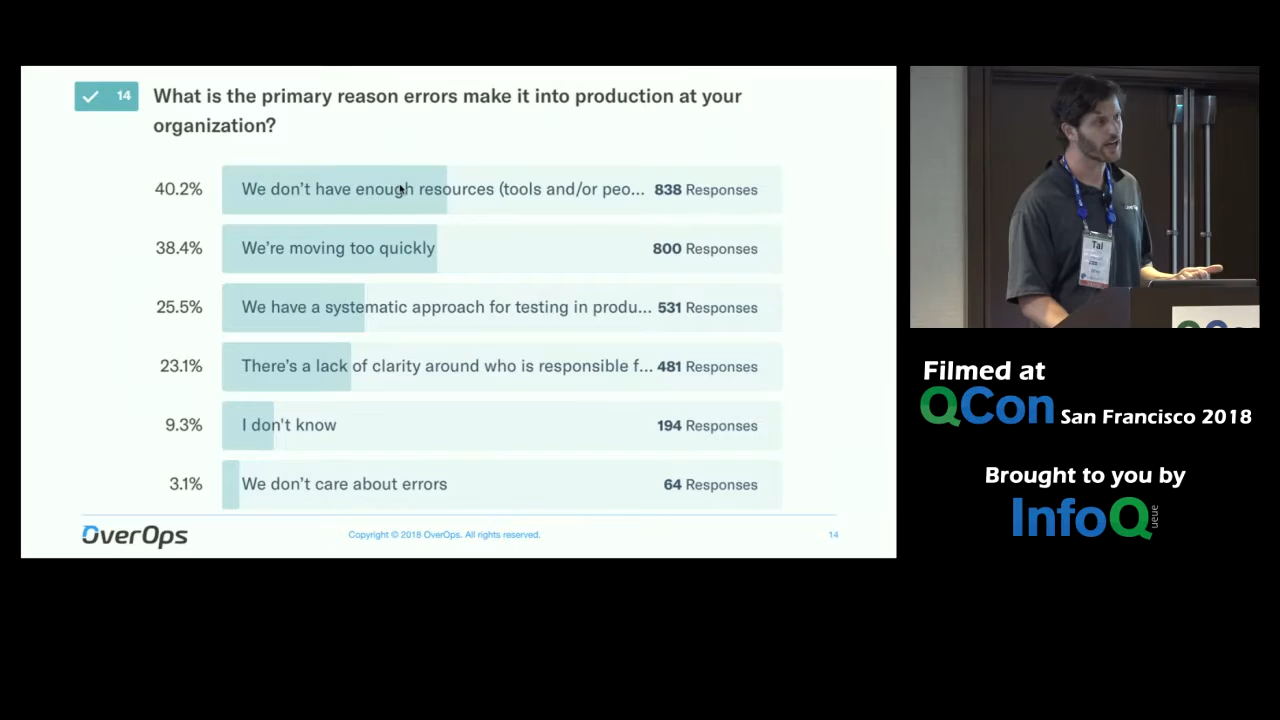 14
What is the primary reason errors make it into production at your
organization?
40.2% We don't have enough resources (tools and/or peo... 838 Responses
38.4% We're moving too quickly 800 Responses
25.5% We have a systematic approach for testing in produ... 531 Responses
23.1% There's a lack of clarity around who is responsible f... 481 Responses
9.3% I don't know 194 Responses
3.1% We don't care about errors 64 Responses
OverOps
Copyright © 2018 OverOps. All rights reserved.
14
Tal
Filmed at
QCon San Francisco 2018
Brought to you by
InfoQ